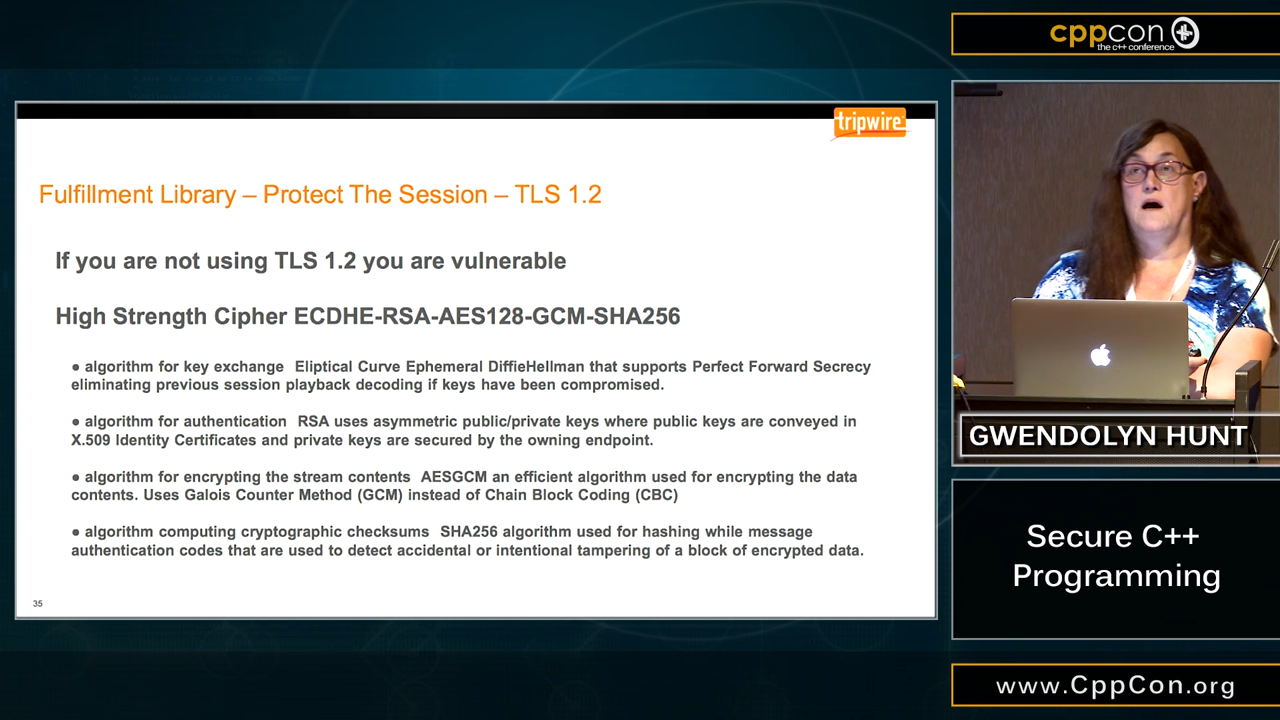 cppcon
the c++ conference
tripwire
Fulfillment Library – Protect The Session – TLS 1.2
If you are not using TLS 1.2 you are vulnerable
High Strength Cipher ECDHE-RSA-AES128-GCM-SHA256
● algorithm for key exchange Eliptical Curve Ephemeral DiffieHellman that supports Perfect Forward Secrecy
eliminating previous session playback decoding if keys have been compromised.
● algorithm for authentication RSA uses asymmetric public/private keys where public keys are conveyed in
X.509 Identity Certificates and private keys are secured by the owning endpoint.
● algorithm for encrypting the stream contents AESGCM an efficient algorithm used for encrypting the data
contents. Uses Galois Counter Method (GCM) instead of Chain Block Coding (CBC)
● algorithm computing cryptographic checksums SHA256 algorithm used for hashing while message
authentication codes that are used to detect accidental or intentional tampering of a block of encrypted data.
35
GWENDOLYN HUNT
Secure C++
Programming
www.CppCon.org